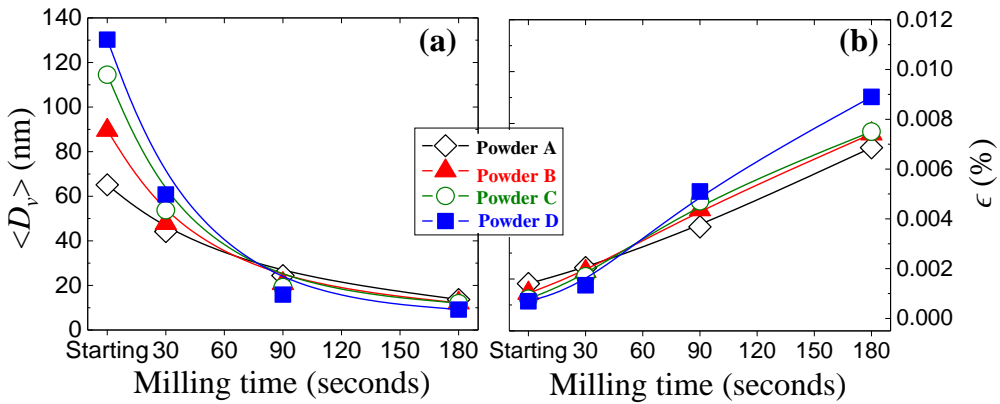 (a)
140
120
100
80
60
40
20
0
<Dᵥ> (nm)
Starting 30 60 90 120 150 180
Milling time (seconds)
Powder A
Powder B
Powder C
Powder D
(b)
0.012
0.010
0.008
0.006
0.004
0.002
0.000
ϵ (%)
Starting 30 60 90 120 150 180
Milling time (seconds)